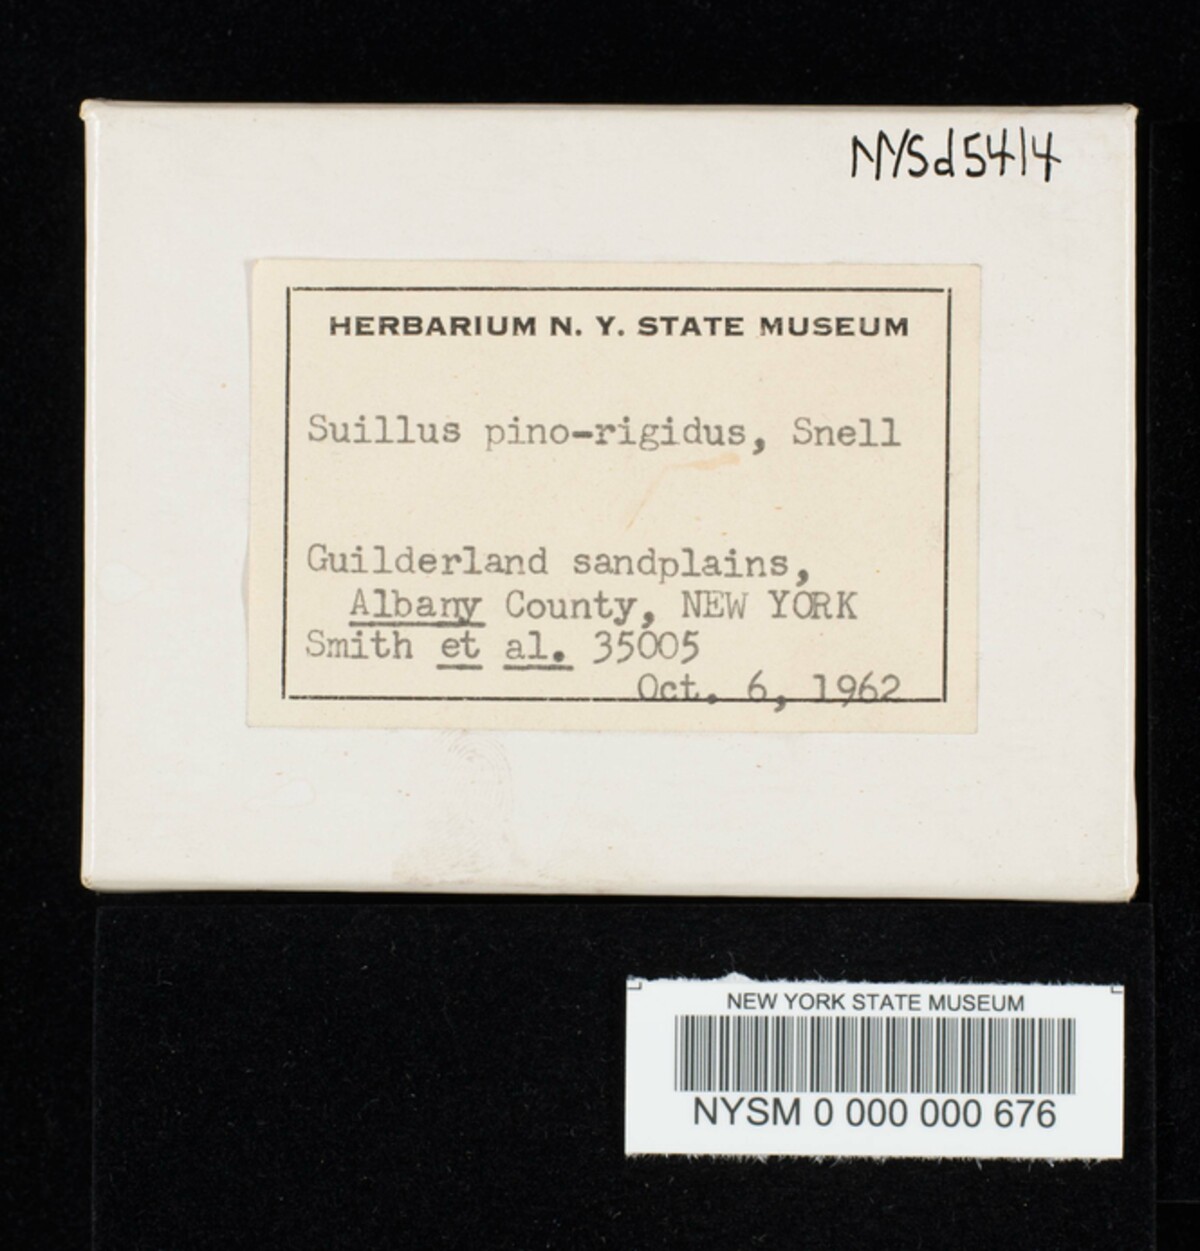 NYSd5414
HERBARIUM N. Y. STATE MUSEUM
Suillus pino-rigidus, Snell
Guilderland sandplains,
Albany County, NEW YORK
Smith et al. 35005
Oct. 6, 1962
NEW YORK STATE MUSEUM
NYSM 0 000 000 676